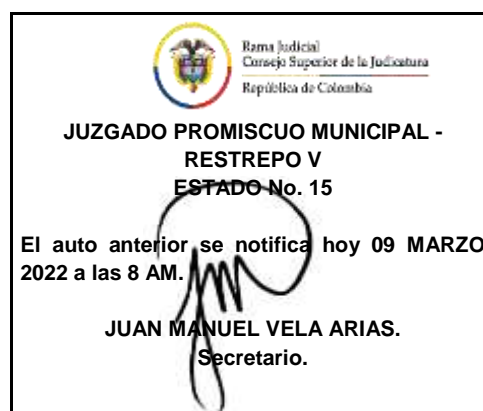 Rama Judicial
Consejo Superior de la Judicatura
República de Colombia
JUZGADO PROMISCUO MUNICIPAL -
RESTREPO V
ESTADO No. 15
El auto anterior se notifica hoy 09 MARZO
2022 a las 8 AM.
JUAN MANUEL VELA ARIAS.
Secretario.